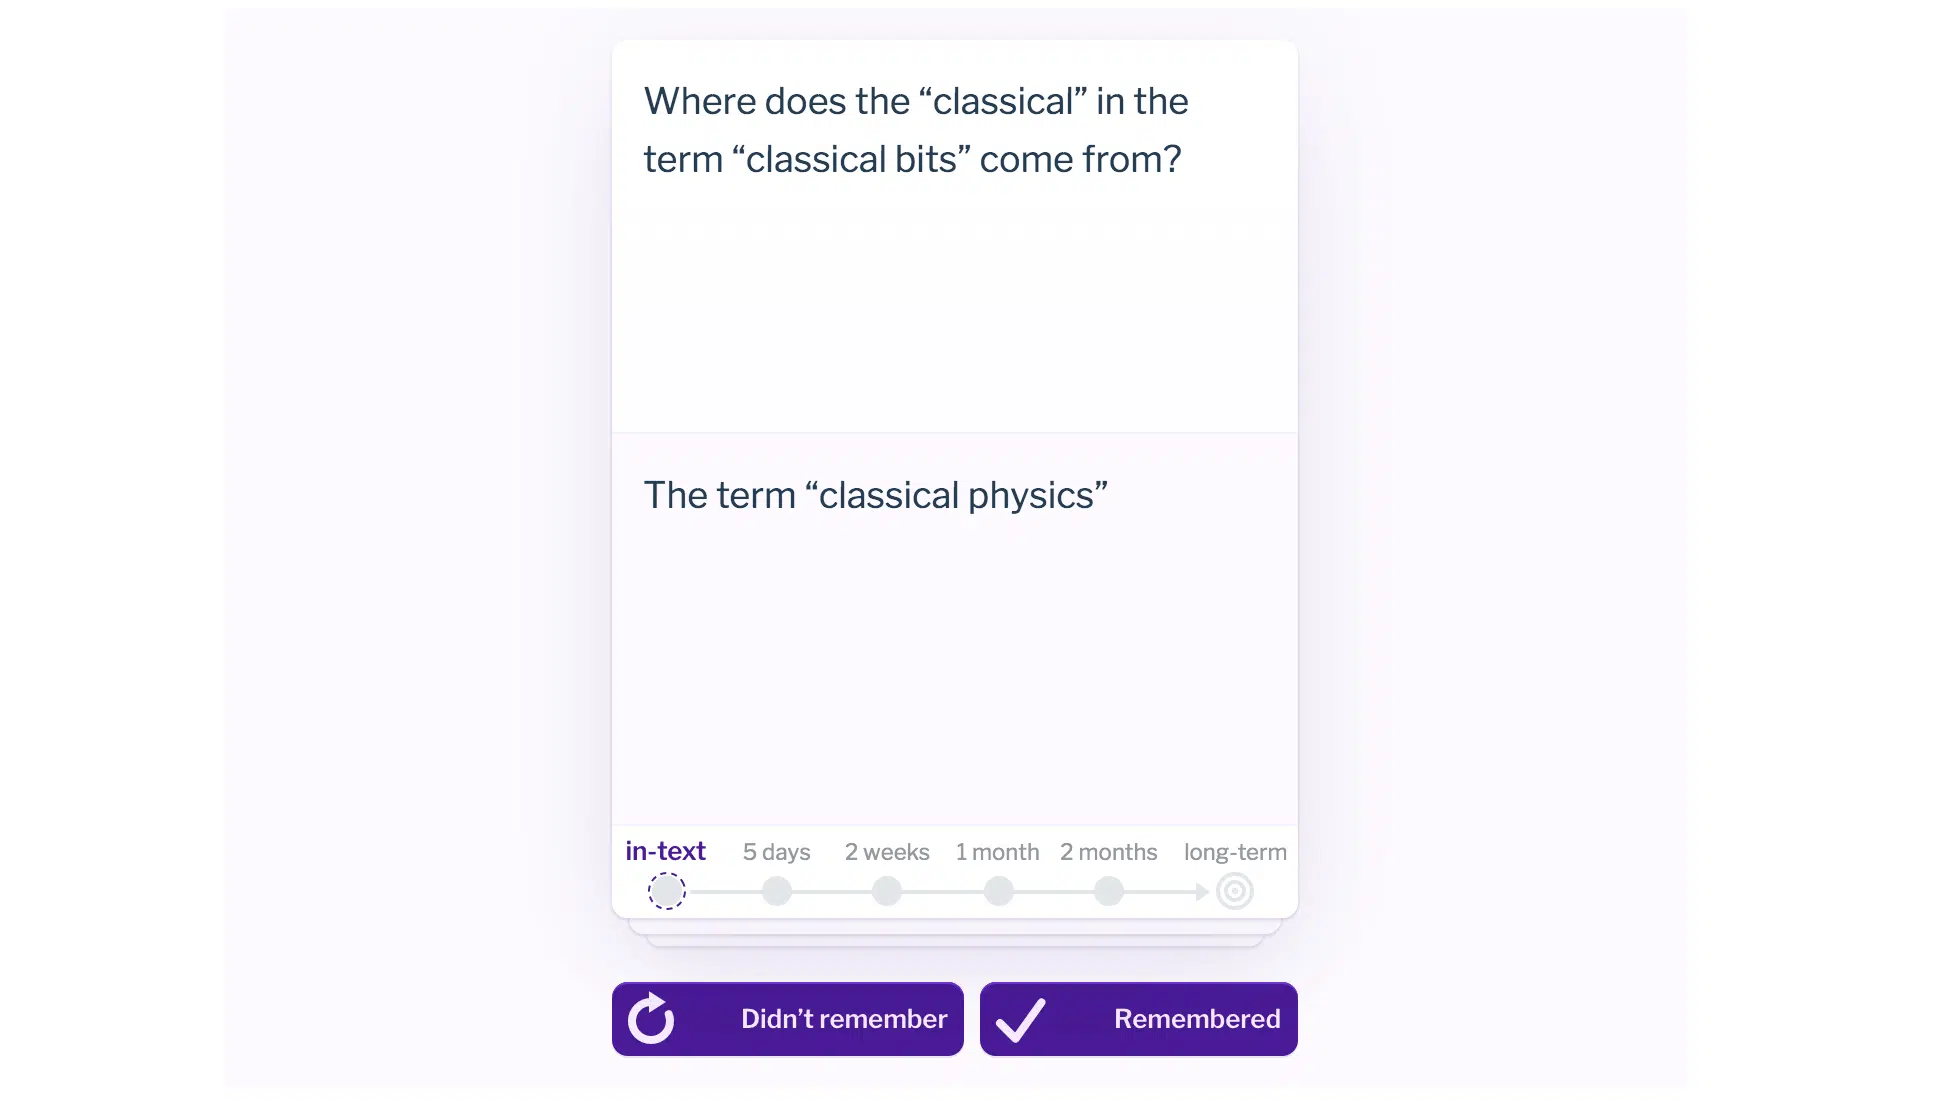 Where does the “classical” in the
term “classical bits” come from?
The term “classical physics”
in-text 5 days 2 weeks 1 month 2 months long-term
Didn’t remember Remembered